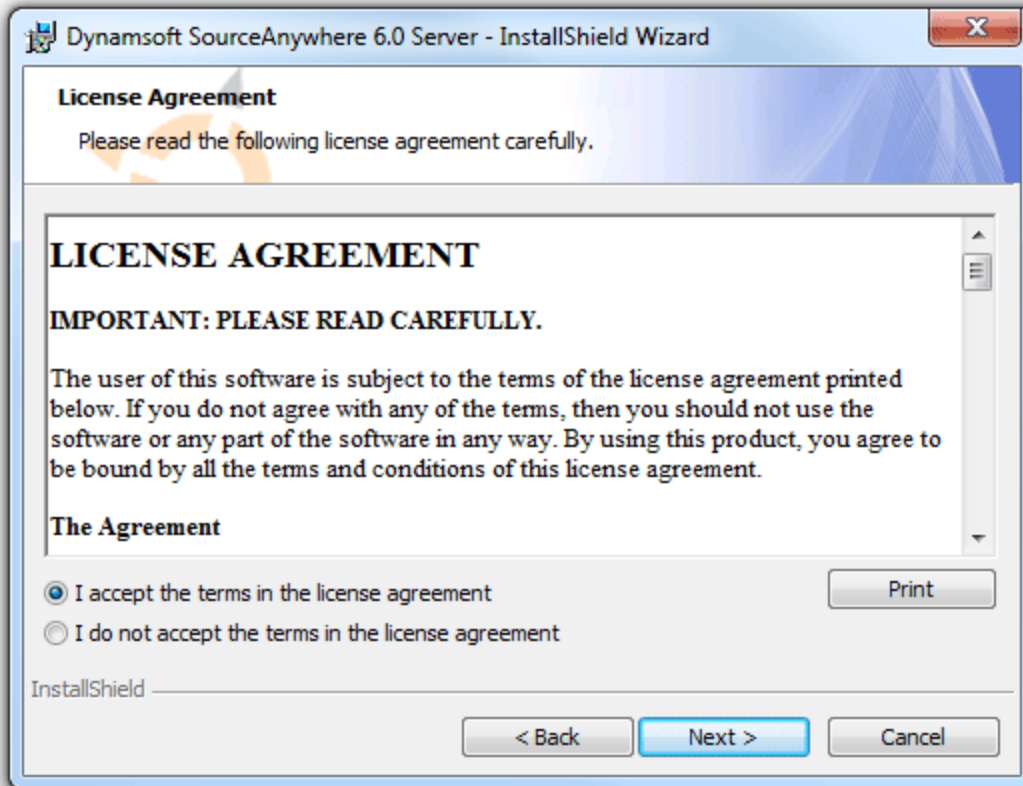 Dynamsoft SourceAnywhere 6.0 Server - InstallShield Wizard
License Agreement
Please read the following license agreement carefully.
LICENSE AGREEMENT
IMPORTANT: PLEASE READ CAREFULLY.
The user of this software is subject to the terms of the license agreement printed
below. If you do not agree with any of the terms, then you should not use the
software or any part of the software in any way. By using this product, you agree to
be bound by all the terms and conditions of this license agreement.
The Agreement
I accept the terms in the license agreement
Print
I do not accept the terms in the license agreement
InstallShield
< Back
Next >
Cancel